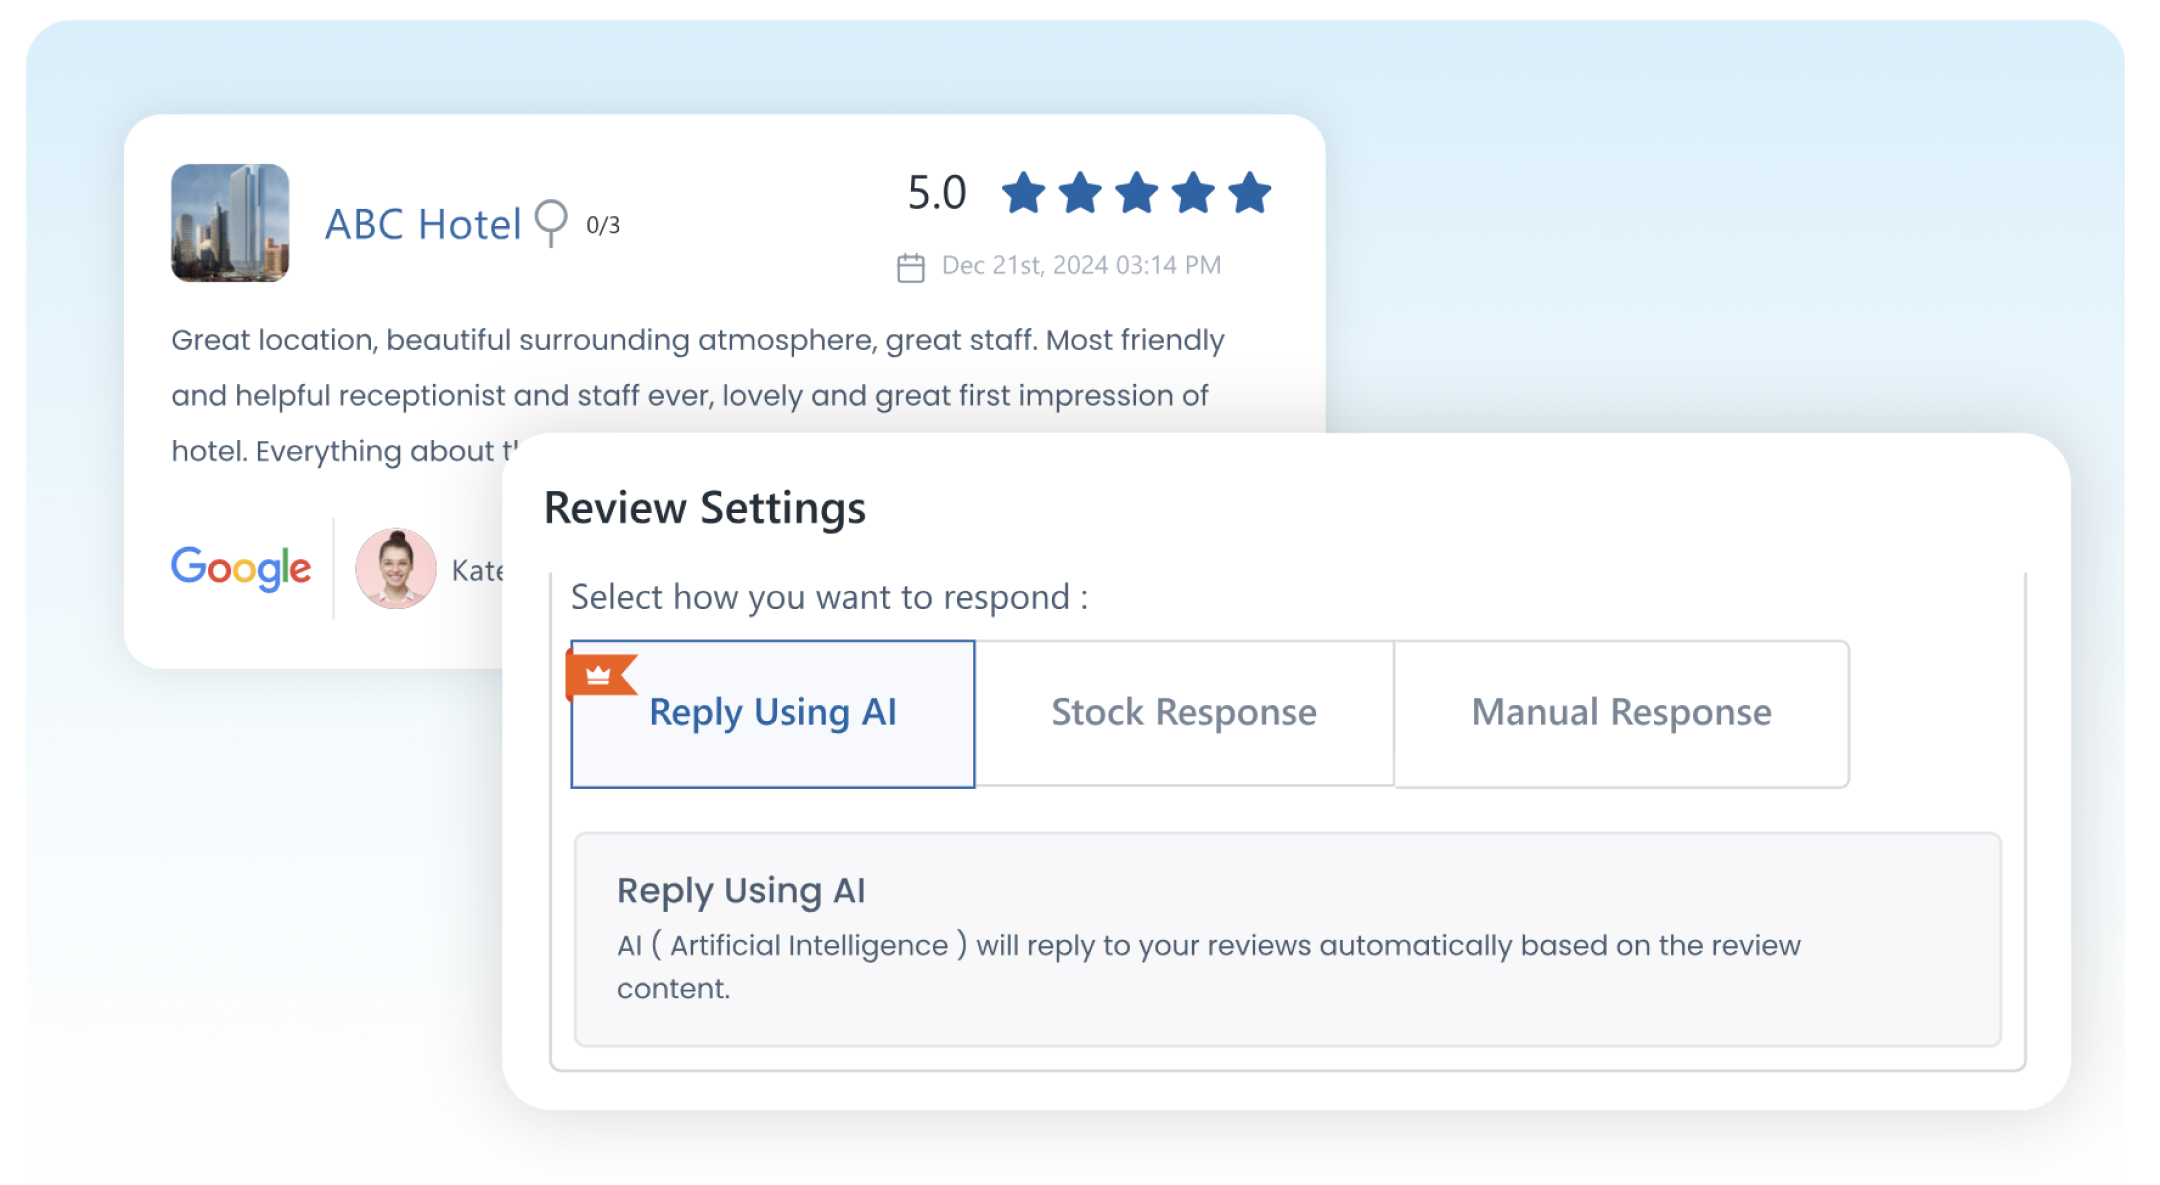 ABC Hotel 0/3
5.0
Dec 21st, 2024 03:14 PM
Great location, beautiful surrounding atmosphere, great staff. Most friendly
and helpful receptionist and staff ever, lovely and great first impression of
hotel. Everything about
Google
Kate
Review Settings
Select how you want to respond :
Reply Using AI
Stock Response
Manual Response
Reply Using AI
AI ( Artificial Intelligence ) will reply to your reviews automatically based on the review
content.